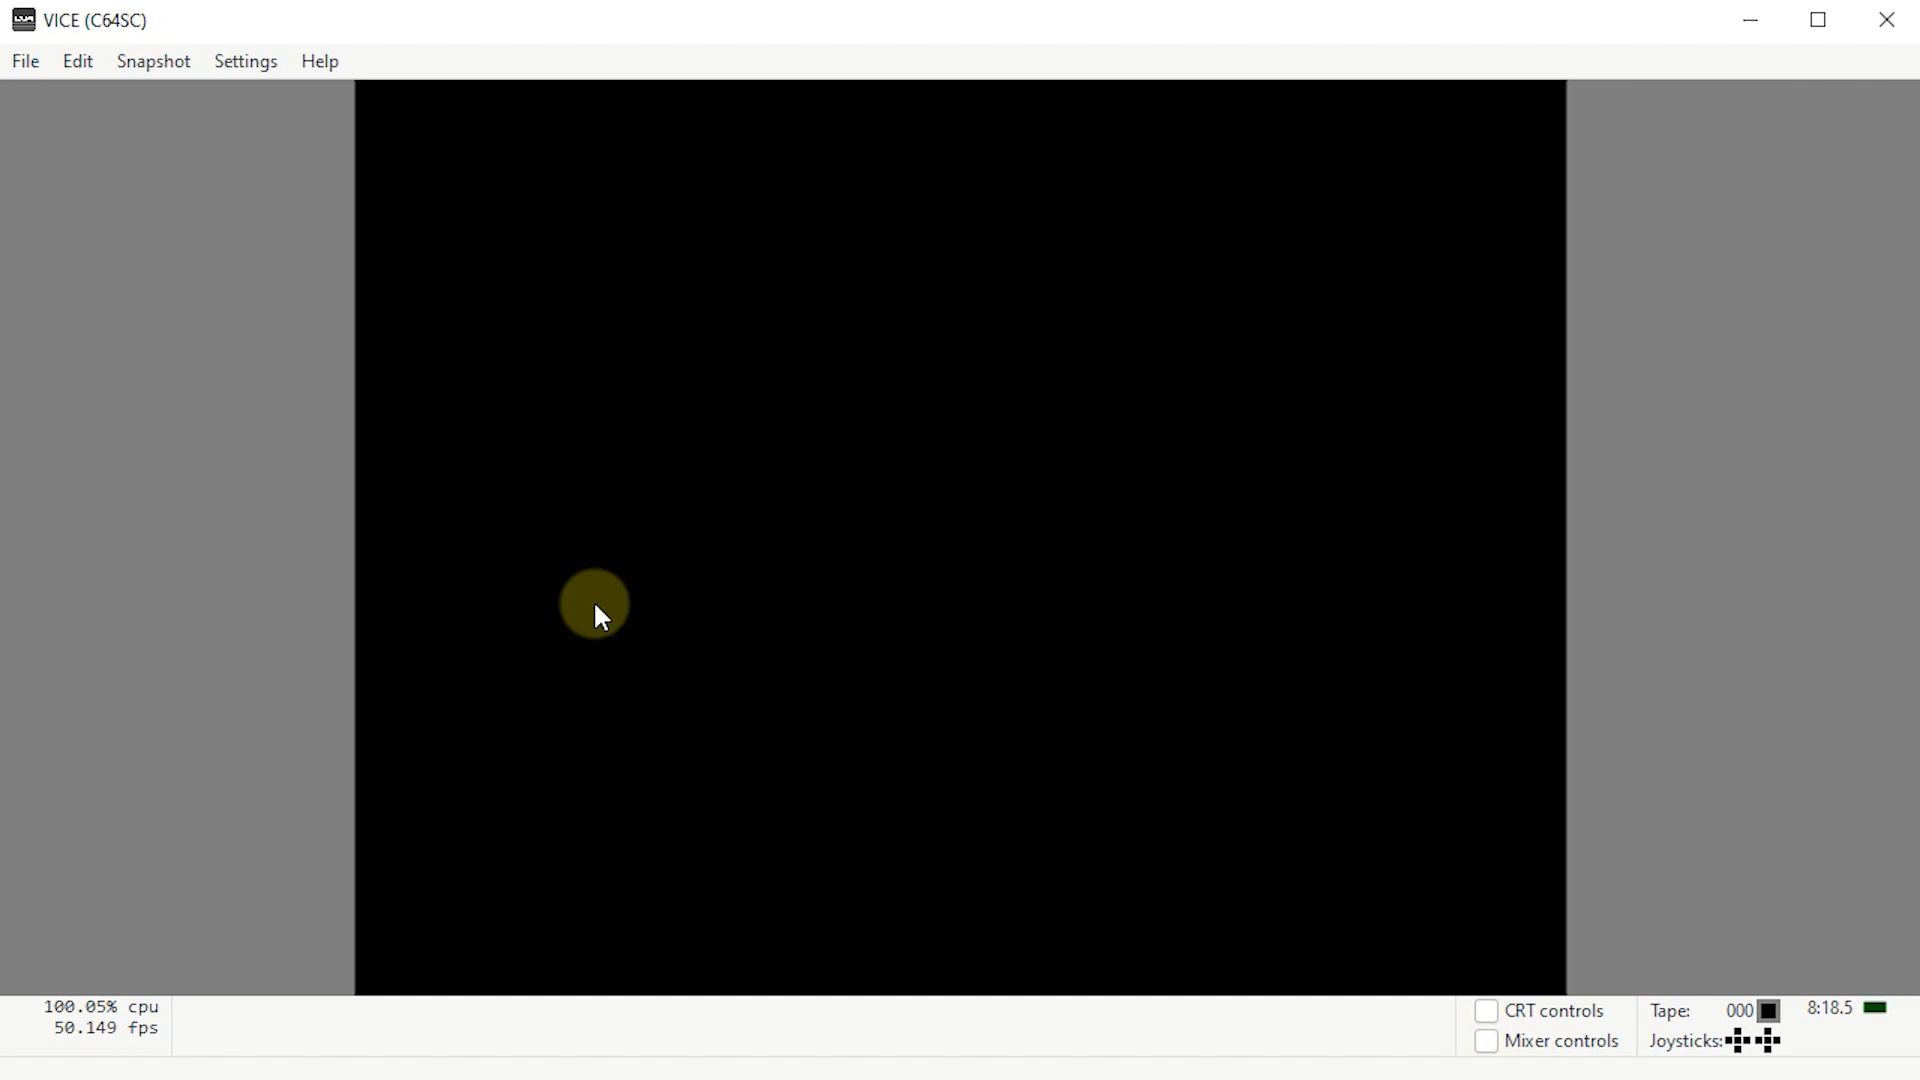 VICE (C64SC)
File Edit Snapshot Settings Help
100.05% cpu
50.149 fps
CRT controls
Mixer controls
Tape: 000
Joysticks:
8:18.5